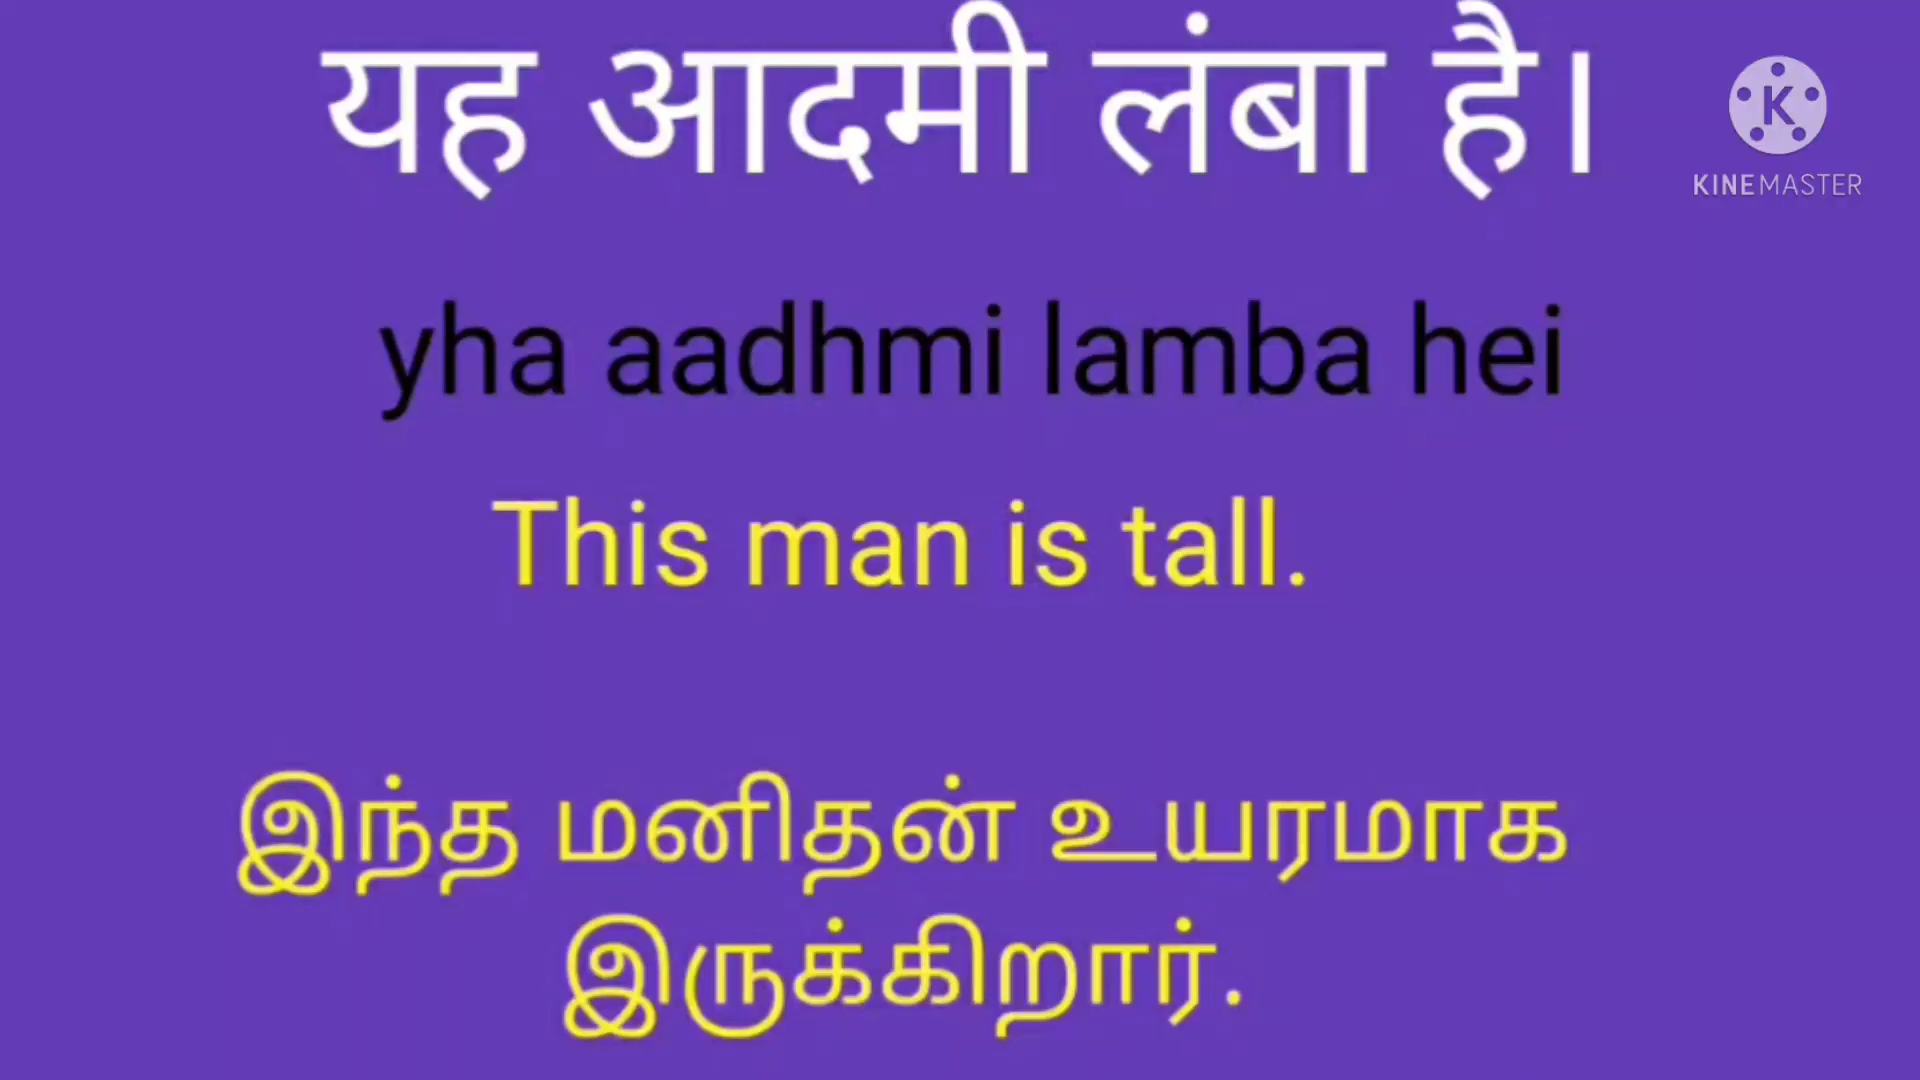 यह आदमी लंबा है।
KINEMASTER
yha aadhmi lamba hei
This man is tall.
இந்த மனிதன் உயரமாக
இருக்கிறார்.